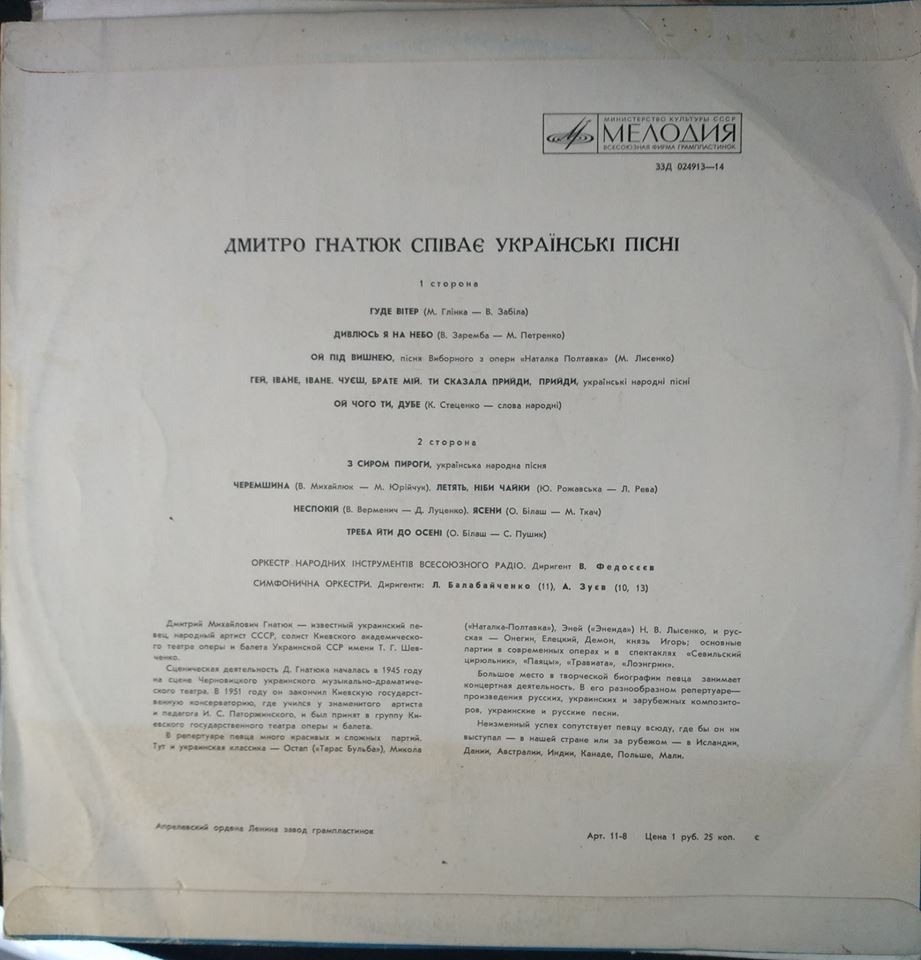 МИНИСТЕРСТВО КУЛЬТУРЫ СССР
МЕЛОДИЯ
ВСЕСОЮЗНАЯ ФИРМА ГРАМПЛАСТИНОК
33Д 024913—14
ДМИТРО ГНАТЮК СПІВАЄ УКРАЇНСЬКІ ПІСНІ
1 сторона
ГУДЕ ВІТЕР (М. Глінка — В. Забіла)
ДИВЛЮСЬ Я НА НЕБО (В. Заремба — М. Петренко)
ОЙ ПІД ВИШНЕЮ, пісня Виборного з опери «Наталка Полтавка» (М. Лисенко)
ГЕЙ, ІВАНЕ, ІВАНЕ. ЧУЄШ, БРАТЕ МІЙ. ТИ СКАЗАЛА ПРИЙДИ, ПРИЙДИ, українські народні пісні
ОЙ ЧОГО ТИ, ДУБЕ (К. Стеценко — слова народні)
2 сторона
З СИРОМ ПИРОГИ, українська народна пісня
ЧЕРЕМШИНА (В. Михайлюк — М. Юрійчук). ЛЕТЯТЬ, НІБИ ЧАЙКИ (Ю. Рожавська — Л. Рева)
НЕСПОКІЙ (В. Верменич — Д. Луценко). ЯСЕНИ (О. Білаш — М. Ткач)
ТРЕБА ЙТИ ДО ОСЕНІ (О. Білаш — С. Пушик)
ОРКЕСТР НАРОДНИХ ІНСТРУМЕНТІВ ВСЕСОЮЗНОГО РАДІО. Диригент В. Федосєєв
СИМФОНИЧНА ОРКЕСТРИ. Диригенти: Л. Балабайченко (11), А. Зуєв (10, 13)
Дмитрий Михайлович Гнатюк — известный украинский пе-
вец, народный артист СССР, солист Киевского академическо-
го театра оперы и балета Украинской ССР имени Т. Г. Шев-
ченко.
Сценическая деятельность Д. Гнатюка началась в 1945 году
на сцене Черновицкого украинского музыкально-драматиче-
ского театра. В 1951 году он закончил Киевскую государст-
венную консерваторию, где учился у знаменитого артиста
и педагога И. С. Паторжинского, и был принят в группу Ки-
евского государственного театра оперы и балета.
В репертуаре певца много красивых и сложных партий.
Тут и украинская классика — Остап («Тарас Бульба»), Микола
(«Наталка-Полтавка»), Эней («Энеида») Н. В. Лысенко, и рус-
ская — Онегин, Елецкий, Демон, князь Игорь; основные
партии в современных операх и в спектаклях «Севильский
цирюльник», «Паяцы», «Травиата», «Лоэнгрин».
Большое место в творческой биографии певца занимает
концертная деятельность. В его разнообразном репертуаре—
произведения русских, украинских и зарубежных композито-
ров, украинские и русские песни.
Неизменный успех сопутствует певцу всюду, где бы он ни
выступал — в нашей стране или за рубежом — в Исландии,
Дании, Австралии, Индии, Канаде, Польше, Мали.
Апрелевский ордена Ленина завод грампластинок
Арт. 11-8 Цена 1 руб. 25 коп. є